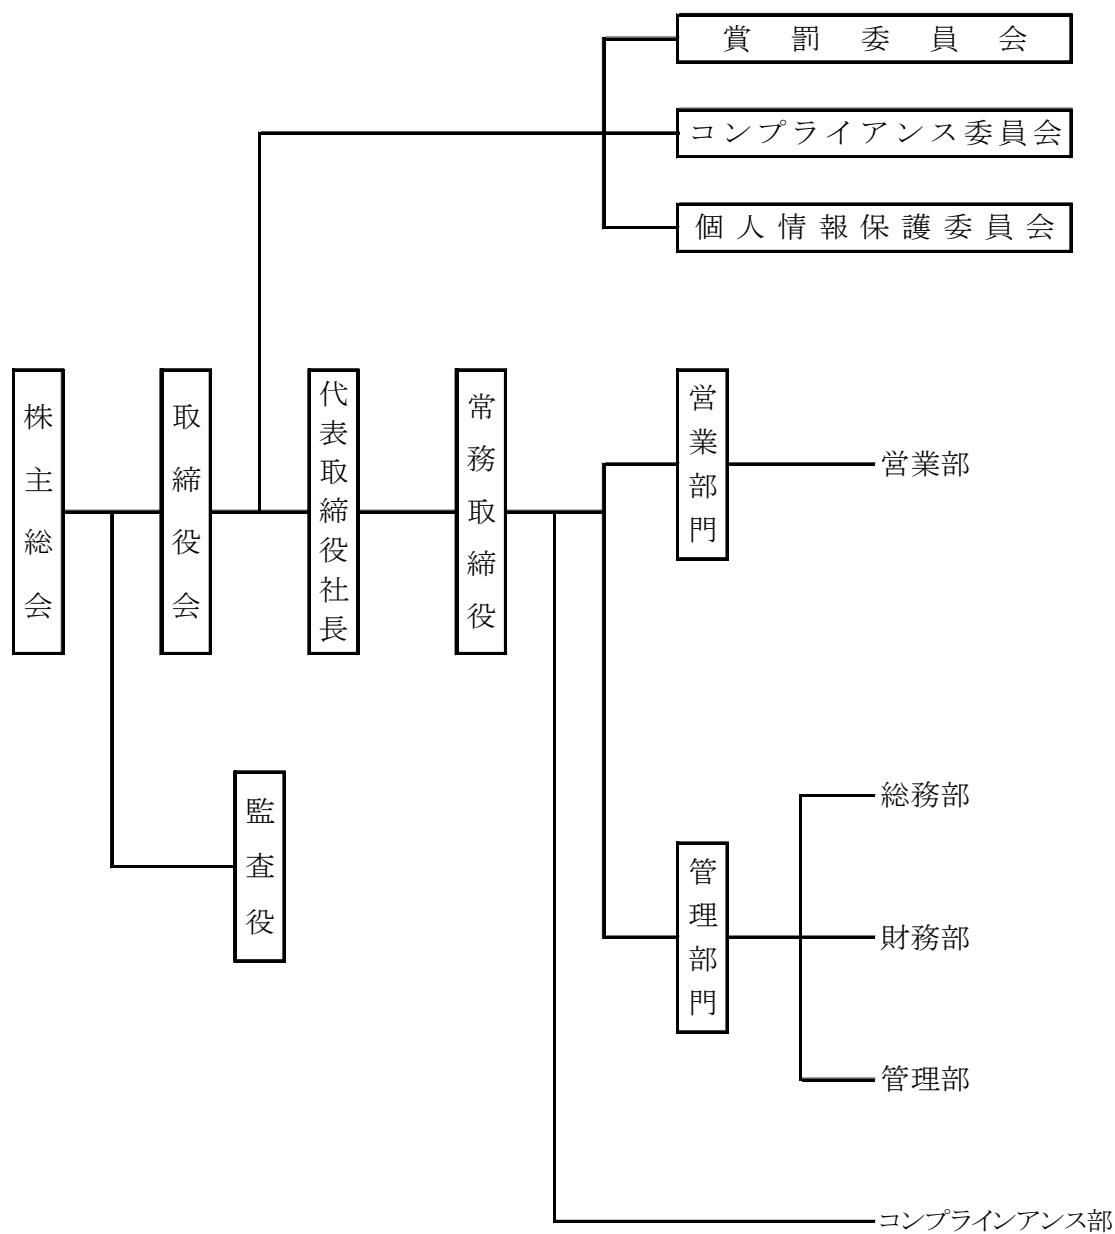 賞罰委員会
コンプライアンス委員会
個人情報保護委員会
株主総会
取締役会
代表取締役社長
常務取締役
営業部門
営業部
監査役
管理部門
総務部
財務部
管理部
コンプラインアンス部